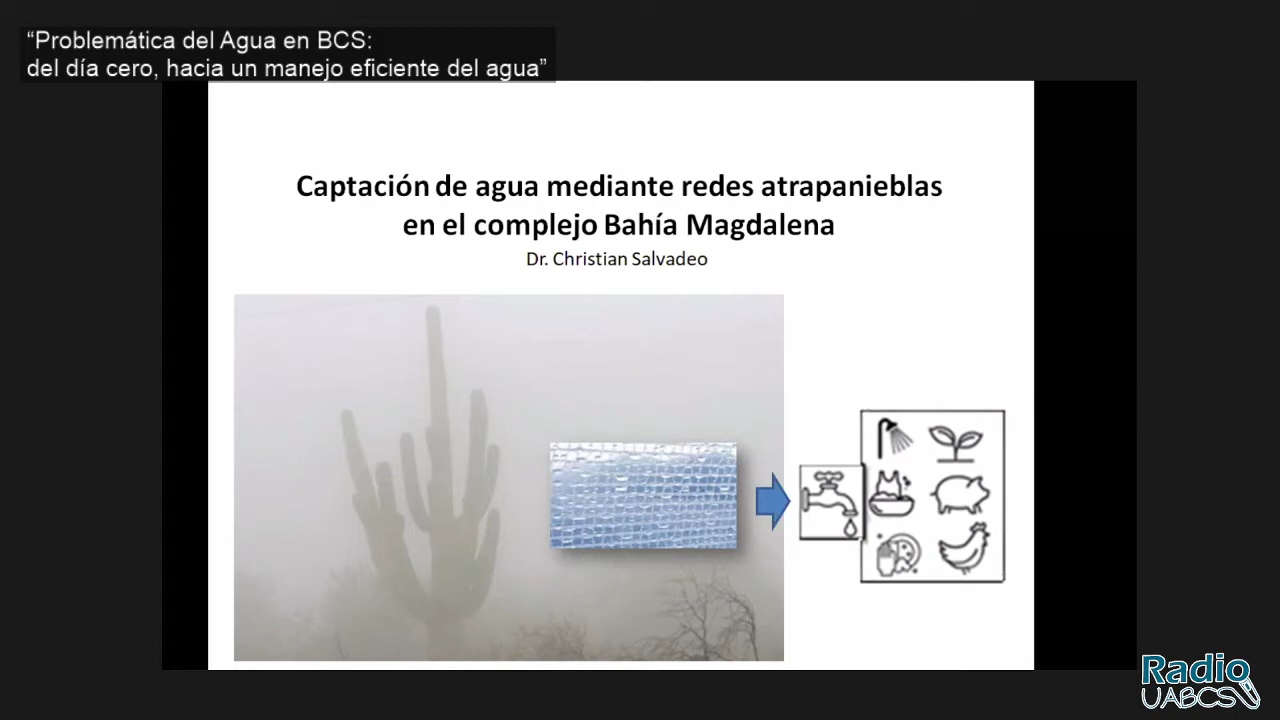 “Problemática del Agua en BCS:
del día cero, hacia un manejo eficiente del agua”
Captación de agua mediante redes atrapanieblas
en el complejo Bahía Magdalena
Dr. Christian Salvadeo
Radio
UABCS